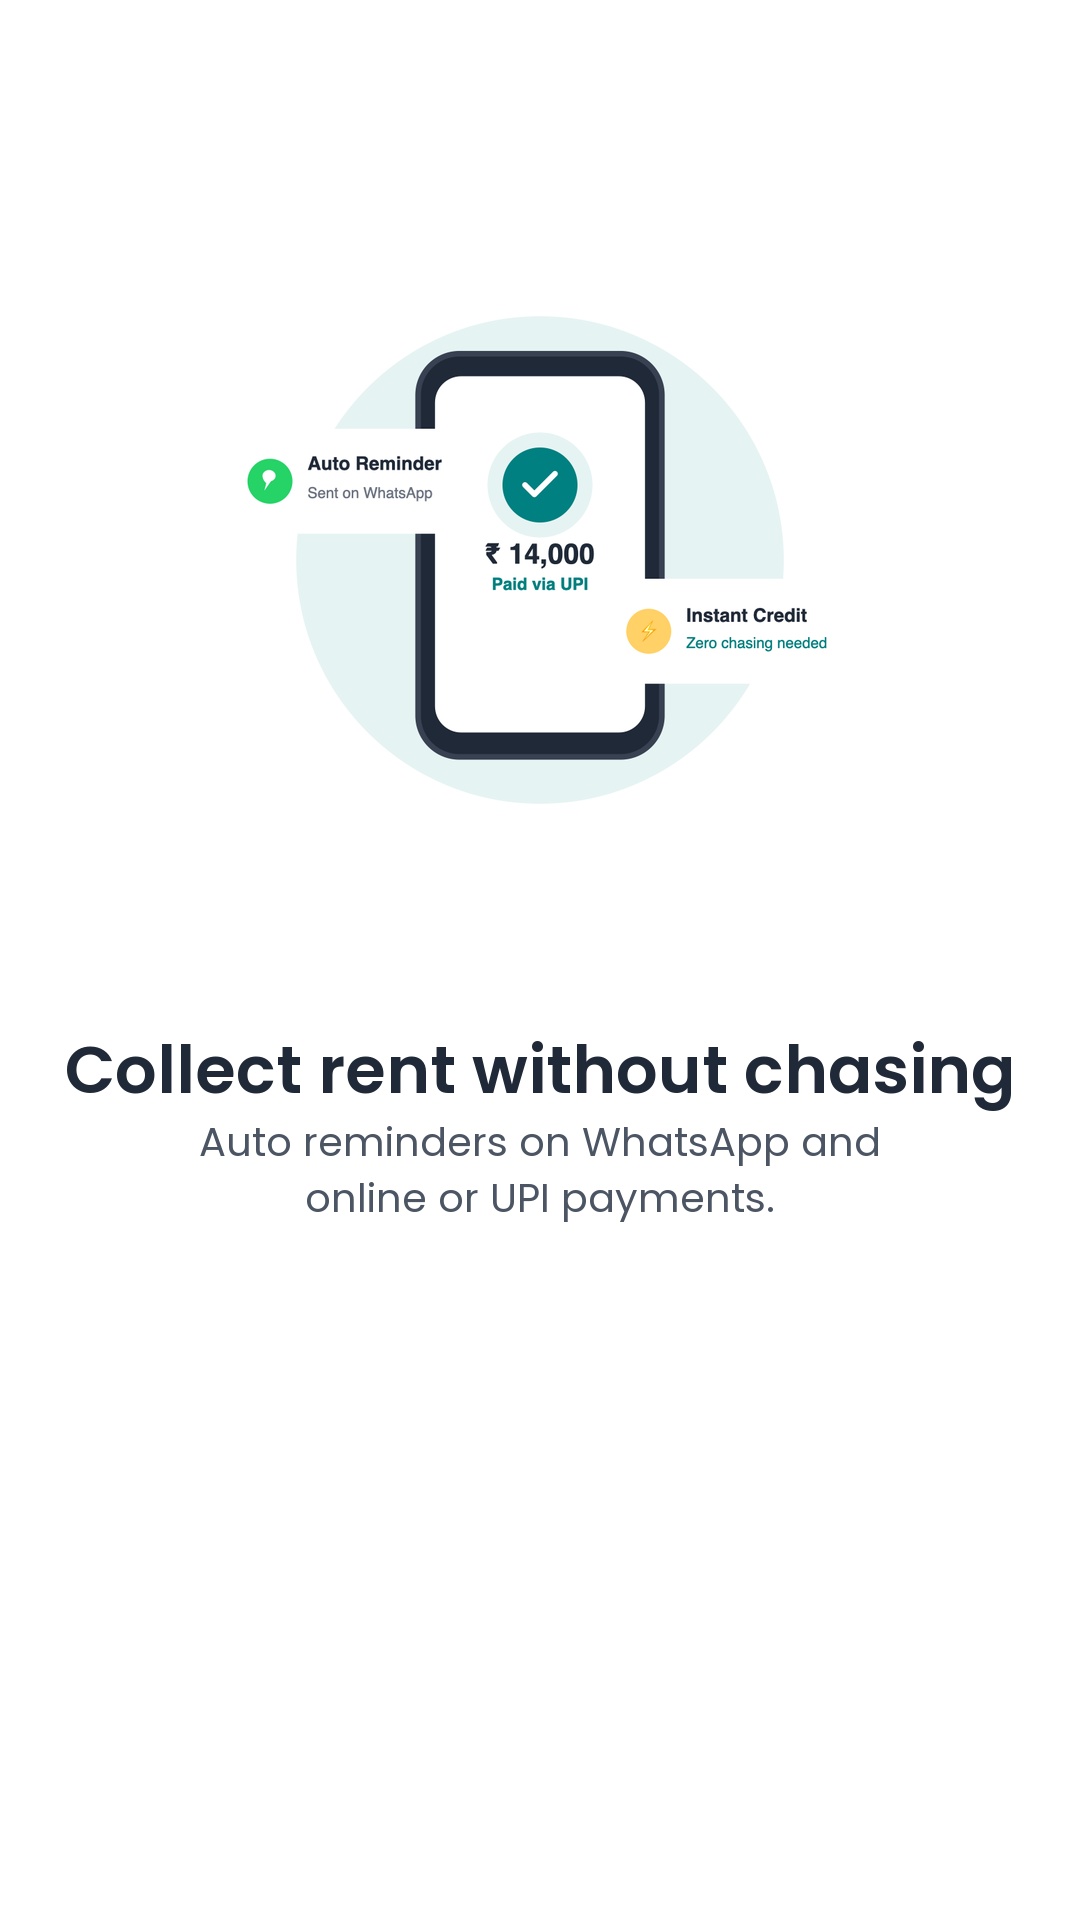 Auto Reminder
Sent on WhatsApp
₹ 14,000
Paid via UPI
Instant Credit
Zero chasing needed
Collect rent without chasing
Auto reminders on WhatsApp and
online or UPI payments.